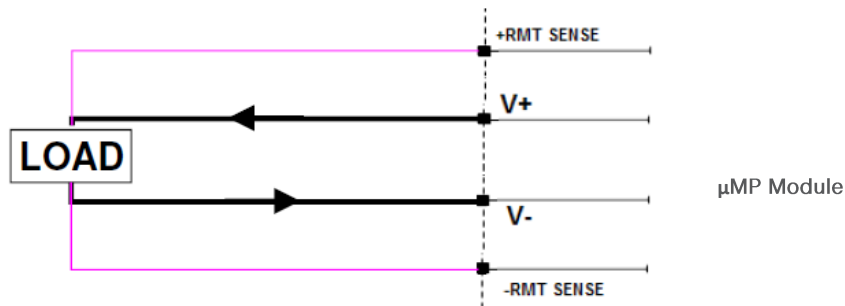 +RMT SENSE
V+
LOAD
µMP Module
V-
-RMT SENSE